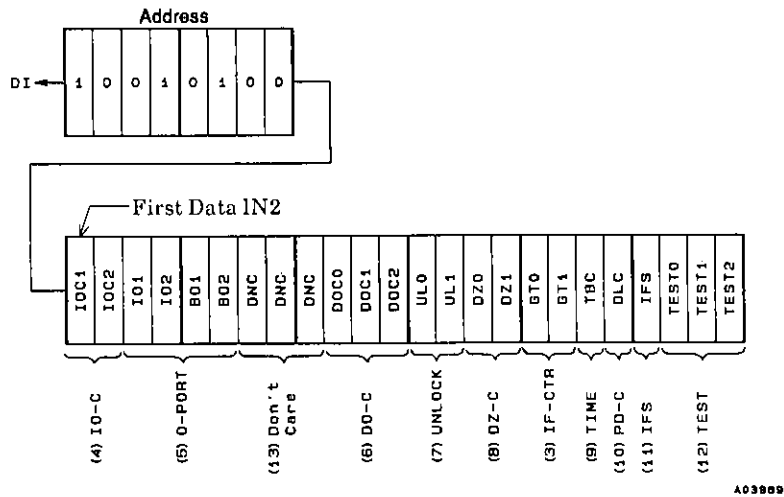 Address
DI 1 0 0 1 0 1 0 0
First Data IN2
IOC1 IOC2 IO1 IO2 BO1 BO2 DNC DNC DNC DOC0 DOC1 DOC2 UL0 UL1 DZ0 DZ1 GT0 GT1 TBC DLC IFS TEST0 TEST1 TEST2
(4) IO-C
(5) O-PORT
(13) Don't Care
(6) DO-C
(7) UNLOCK
(8) DZ-C
(3) IF-CTR
(9) TIME
(10) PD-C
(11) IFS
(12) TEST
A03989